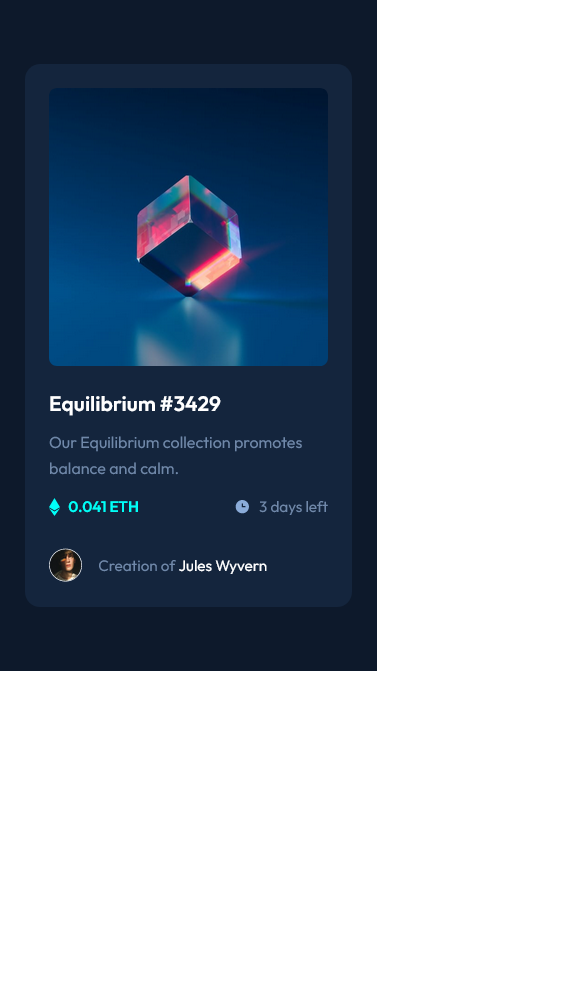 Equilibrium #3429
Our Equilibrium collection promotes
balance and calm.
0.041 ETH
3 days left
Creation of Jules Wyvern